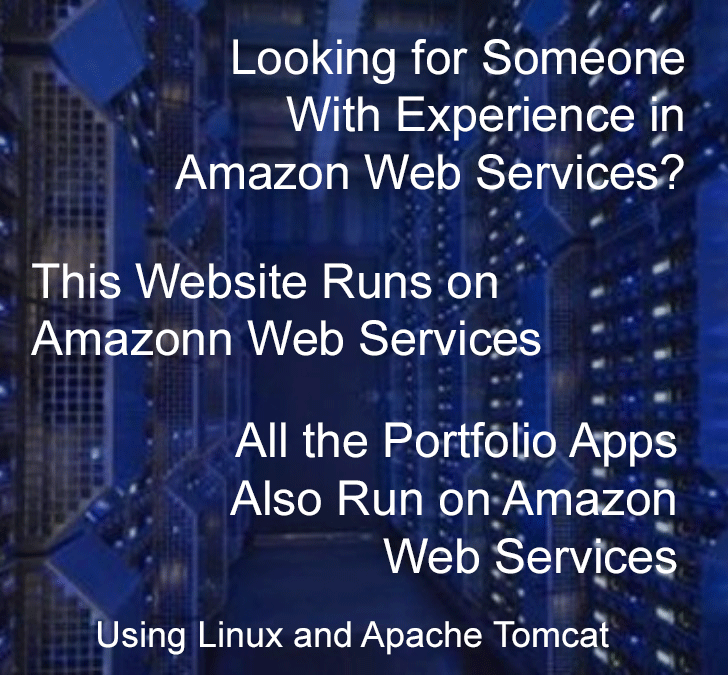 Looking for Someone
With Experience in
Amazon Web Services?
This Website Runs on
Amazonn Web Services
All the Portfolio Apps
Also Run on Amazon
Web Services
Using Linux and Apache Tomcat